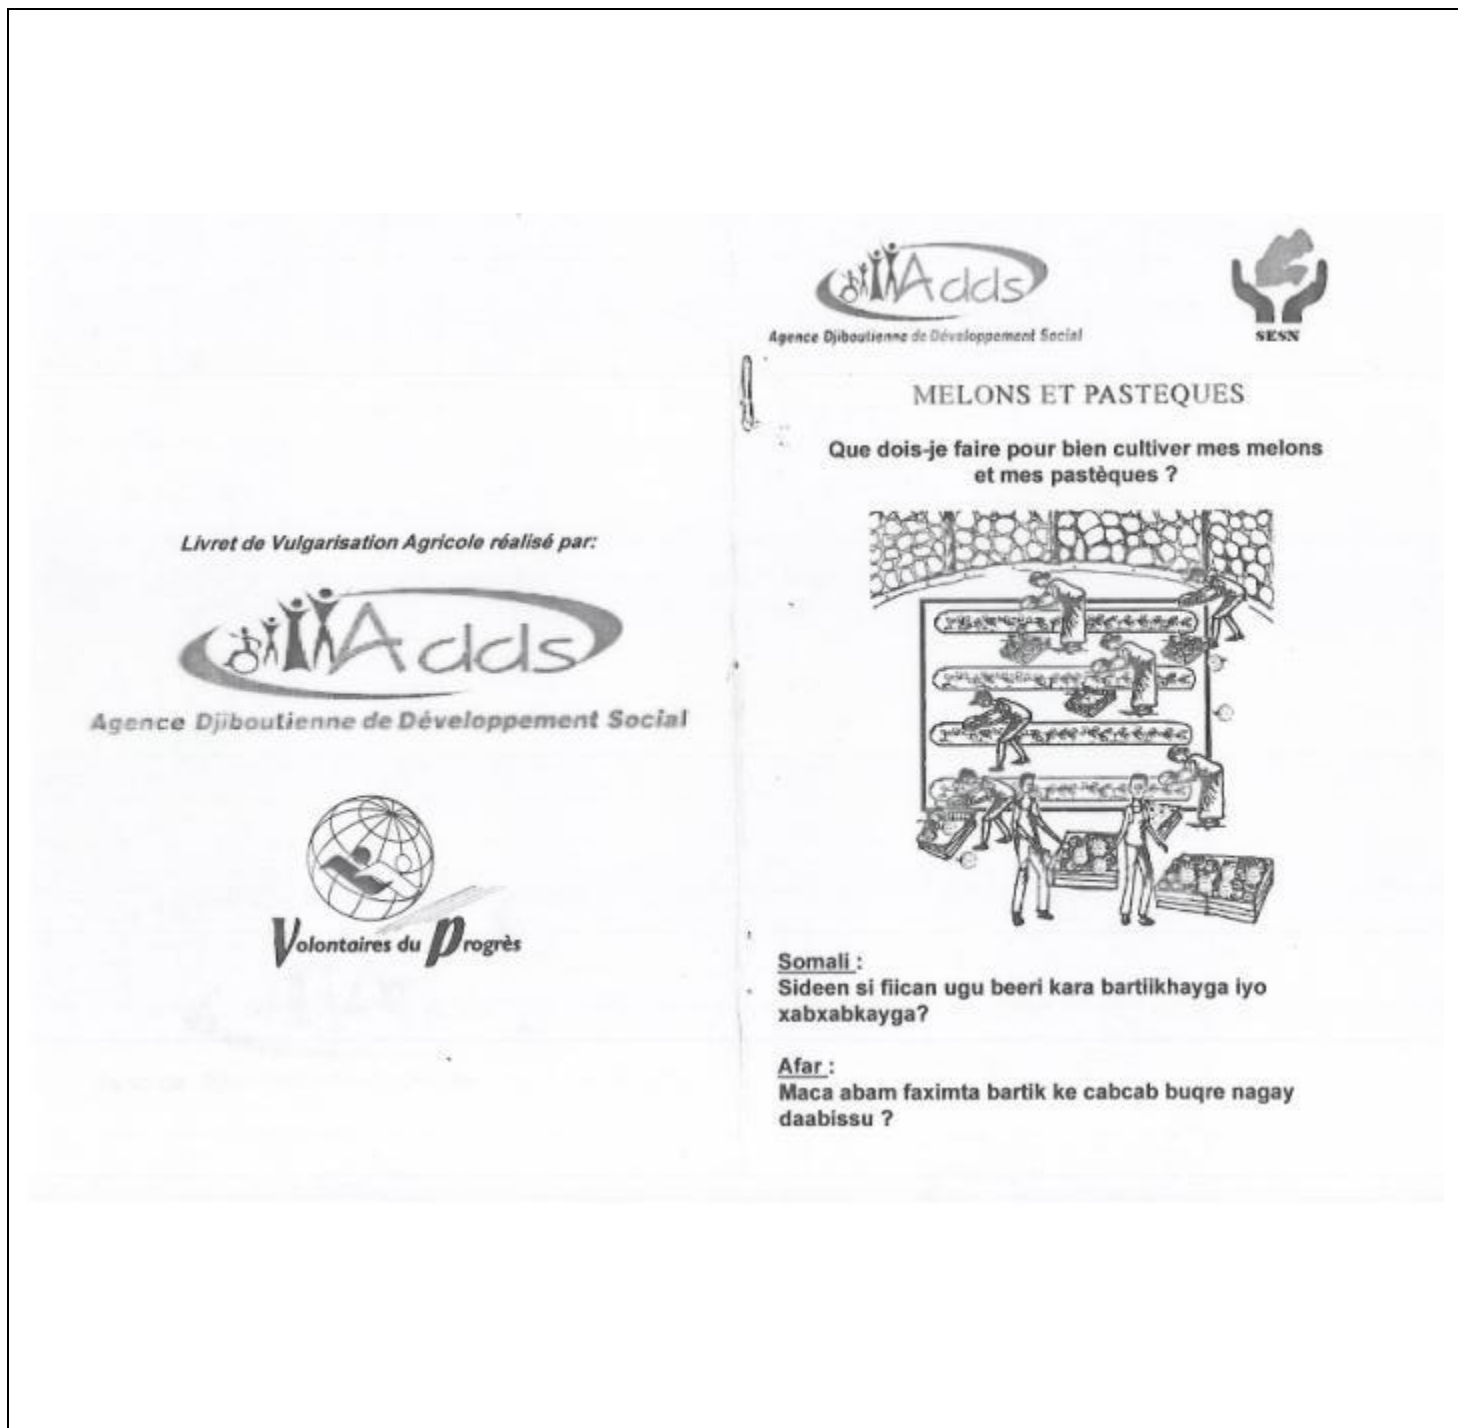 Livret de Vulgarisation Agricole réalisé par:
Adds
Agence Djiboutienne de Développement Social
Volontaires du Progrès
Adds
Agence Djiboutienne de Développement Social
SESN
MELONS ET PASTEQUES
Que dois-je faire pour bien cultiver mes melons
et mes pastèques ?
Somali :
Sideen si fiican ugu beeri kara bartiikhayga iyo
xabxabkayga?
Afar :
Maca abam faximta bartik ke cabcab buqre nagay
daabissu ?